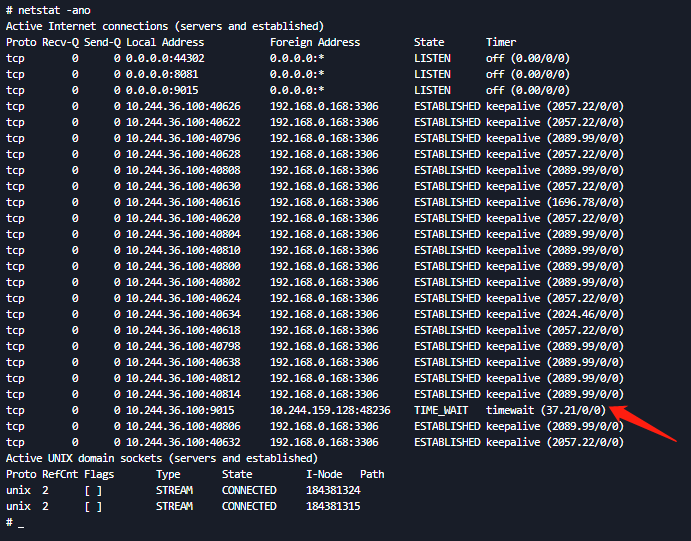 # netstat -ano
Active Internet connections (servers and established)
Proto Recv-Q Send-Q Local Address Foreign Address State Timer
tcp 0 0 0.0.0.0:44302 0.0.0.0:* LISTEN off (0.00/0/0)
tcp 0 0 0.0.0.0:8081 0.0.0.0:* LISTEN off (0.00/0/0)
tcp 0 0 0.0.0.0:9015 0.0.0.0:* LISTEN off (0.00/0/0)
tcp 0 0 10.244.36.100:40626 192.168.0.168:3306 ESTABLISHED keepalive (2057.22/0/0)
tcp 0 0 10.244.36.100:40622 192.168.0.168:3306 ESTABLISHED keepalive (2057.22/0/0)
tcp 0 0 10.244.36.100:40796 192.168.0.168:3306 ESTABLISHED keepalive (2089.99/0/0)
tcp 0 0 10.244.36.100:40628 192.168.0.168:3306 ESTABLISHED keepalive (2057.22/0/0)
tcp 0 0 10.244.36.100:40808 192.168.0.168:3306 ESTABLISHED keepalive (2089.99/0/0)
tcp 0 0 10.244.36.100:40630 192.168.0.168:3306 ESTABLISHED keepalive (2057.22/0/0)
tcp 0 0 10.244.36.100:40616 192.168.0.168:3306 ESTABLISHED keepalive (1696.78/0/0)
tcp 0 0 10.244.36.100:40620 192.168.0.168:3306 ESTABLISHED keepalive (2057.22/0/0)
tcp 0 0 10.244.36.100:40804 192.168.0.168:3306 ESTABLISHED keepalive (2089.99/0/0)
tcp 0 0 10.244.36.100:40810 192.168.0.168:3306 ESTABLISHED keepalive (2089.99/0/0)
tcp 0 0 10.244.36.100:40800 192.168.0.168:3306 ESTABLISHED keepalive (2089.99/0/0)
tcp 0 0 10.244.36.100:40802 192.168.0.168:3306 ESTABLISHED keepalive (2089.99/0/0)
tcp 0 0 10.244.36.100:40624 192.168.0.168:3306 ESTABLISHED keepalive (2057.22/0/0)
tcp 0 0 10.244.36.100:40634 192.168.0.168:3306 ESTABLISHED keepalive (2024.46/0/0)
tcp 0 0 10.244.36.100:40618 192.168.0.168:3306 ESTABLISHED keepalive (2057.22/0/0)
tcp 0 0 10.244.36.100:40798 192.168.0.168:3306 ESTABLISHED keepalive (2089.99/0/0)
tcp 0 0 10.244.36.100:40638 192.168.0.168:3306 ESTABLISHED keepalive (2089.99/0/0)
tcp 0 0 10.244.36.100:40812 192.168.0.168:3306 ESTABLISHED keepalive (2089.99/0/0)
tcp 0 0 10.244.36.100:40814 192.168.0.168:3306 ESTABLISHED keepalive (2089.99/0/0)
tcp 0 0 10.244.36.100:9015 10.244.159.128:48236 TIME_WAIT timewait (37.21/0/0)
tcp 0 0 10.244.36.100:40806 192.168.0.168:3306 ESTABLISHED keepalive (2089.99/0/0)
tcp 0 0 10.244.36.100:40632 192.168.0.168:3306 ESTABLISHED keepalive (2057.22/0/0)
Active UNIX domain sockets (servers and established)
Proto RefCnt Flags Type State I-Node Path
unix 2 [ ] STREAM CONNECTED 184381324
unix 2 [ ] STREAM CONNECTED 184381315
# _